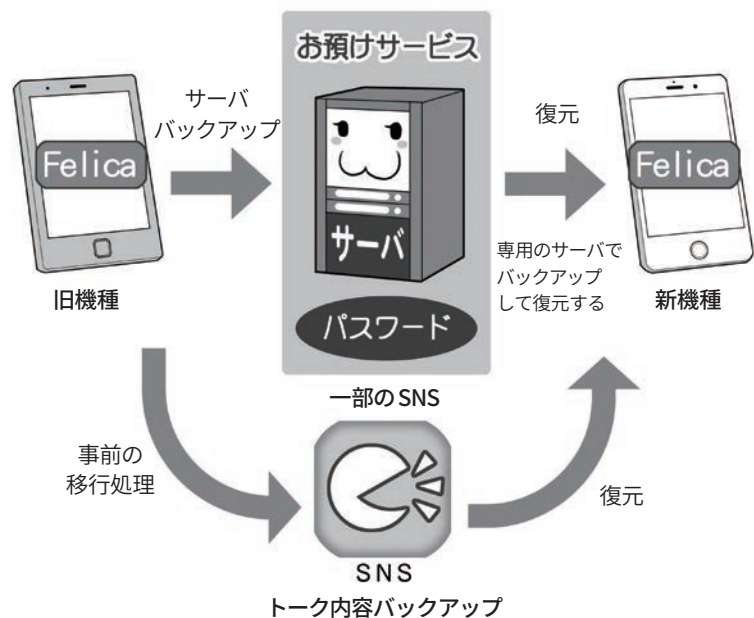 お預けサービス
サーバ
バックアップ
復元
Felica
Felica
サーバ
専用のサーバで
バックアップ
して復元する
旧機種
新機種
パスワード
一部のSNS
事前の
移行処理
復元
SNS
トーク内容バックアップ